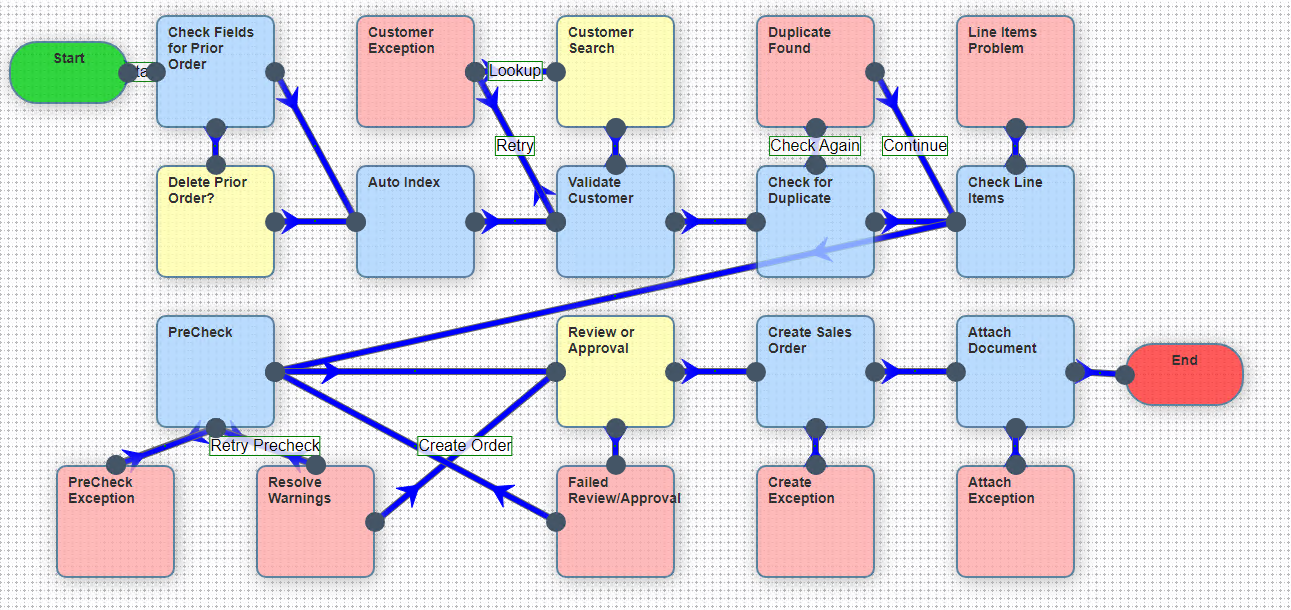 Start
ta
Check Fields
for Prior
Order
Customer
Exception
Lookup
Customer
Search
Duplicate
Found
Line Items
Problem
Retry
Check Again
Continue
Delete Prior
Order?
Auto Index
Validate
Customer
Check for
Duplicate
Check Line
Items
PreCheck
Review or
Approval
Create Sales
Order
Attach
Document
End
Retry Precheck
Create Order
PreCheck
Exception
Resolve
Warnings
Failed
Review/Approval
Create
Exception
Attach
Exception